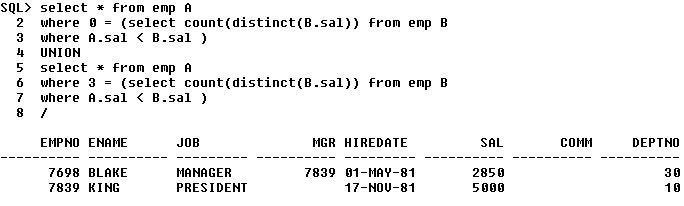 SQL> select * from emp A
2 where 0 = (select count(distinct(B.sal)) from emp B
3 where A.sal < B.sal )
4 UNION
5 select * from emp A
6 where 3 = (select count(distinct(B.sal)) from emp B
7 where A.sal < B.sal )
8 /
EMPNO ENAME JOB MGR HIREDATE SAL COMM DEPTNO
---------- ---------- --------- ---------- --------- ---------- ---------- ----------
7698 BLAKE MANAGER 7839 01-MAY-81 2850 30
7839 KING PRESIDENT 17-NOV-81 5000 10